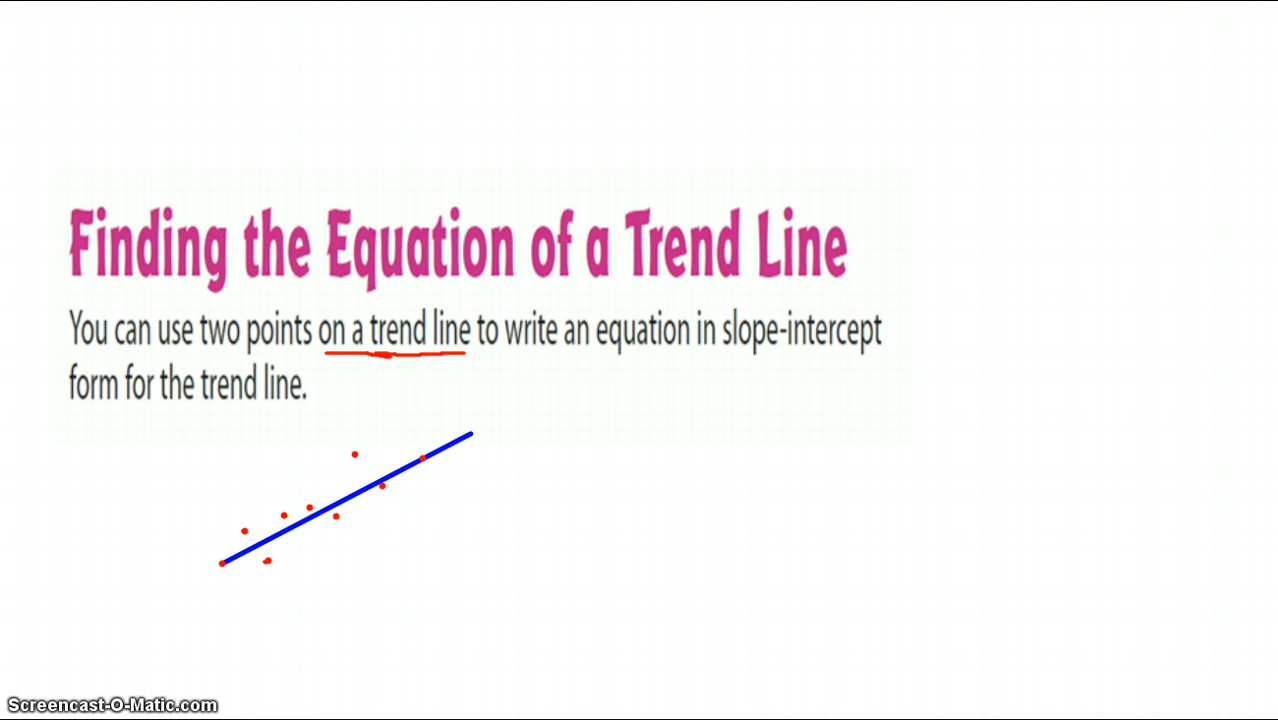 Finding the Equation of a Trend Line
You can use two points on a trend line to write an equation in slope-intercept
form for the trend line.
Screencast-O-Matic.com